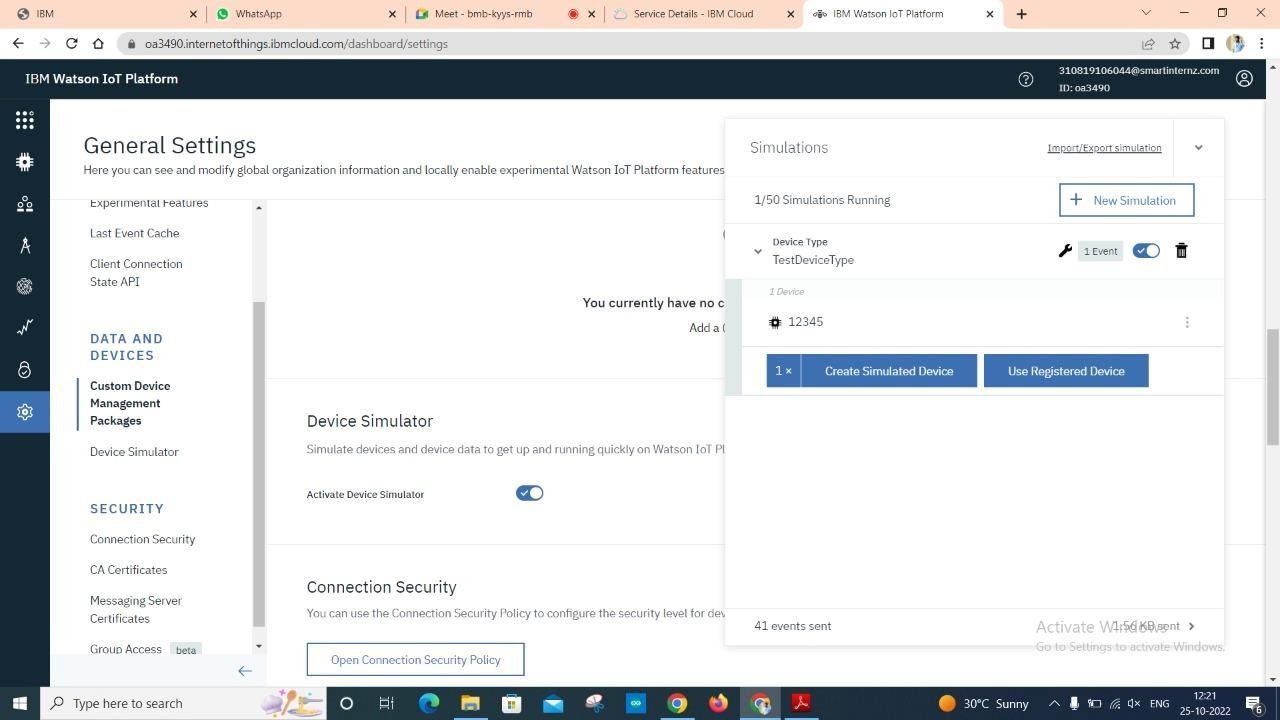 IBM
WhatsApp
Meet - bmb-kyys-rmb
Service Details - IBM Cloud
IBM Watson IoT Platform
oa3490.internetofthings.ibmcloud.com/dashboard/settings
IBM Watson IoT Platform
310819106044@smartinternz.com
ID: oa3490
General Settings
Here you can see and modify global organization information and locally enable experimental Watson IoT Platform features
Experimental Features
Last Event Cache
Client Connection
State API
DATA AND
DEVICES
Custom Device
Management
Packages
Device Simulator
SECURITY
Connection Security
CA Certificates
Messaging Server
Certificates
Group Access beta
You currently have no c
Add a
Device Simulator
Simulate devices and device data to get up and running quickly on Watson IoT Pl
Activate Device Simulator
Connection Security
You can use the Connection Security Policy to configure the security level for dev
Open Connection Security Policy
Simulations
Import/Export simulation
1/50 Simulations Running
+ New Simulation
Device Type
TestDeviceType
1 Event
1 Device
12345
1 ×
Create Simulated Device
Use Registered Device
41 events sent
1.56 KB sent
Activate Windows
Go to Settings to activate Windows.
Type here to search
30°C Sunny
ENG
12:21
25-10-2022
6